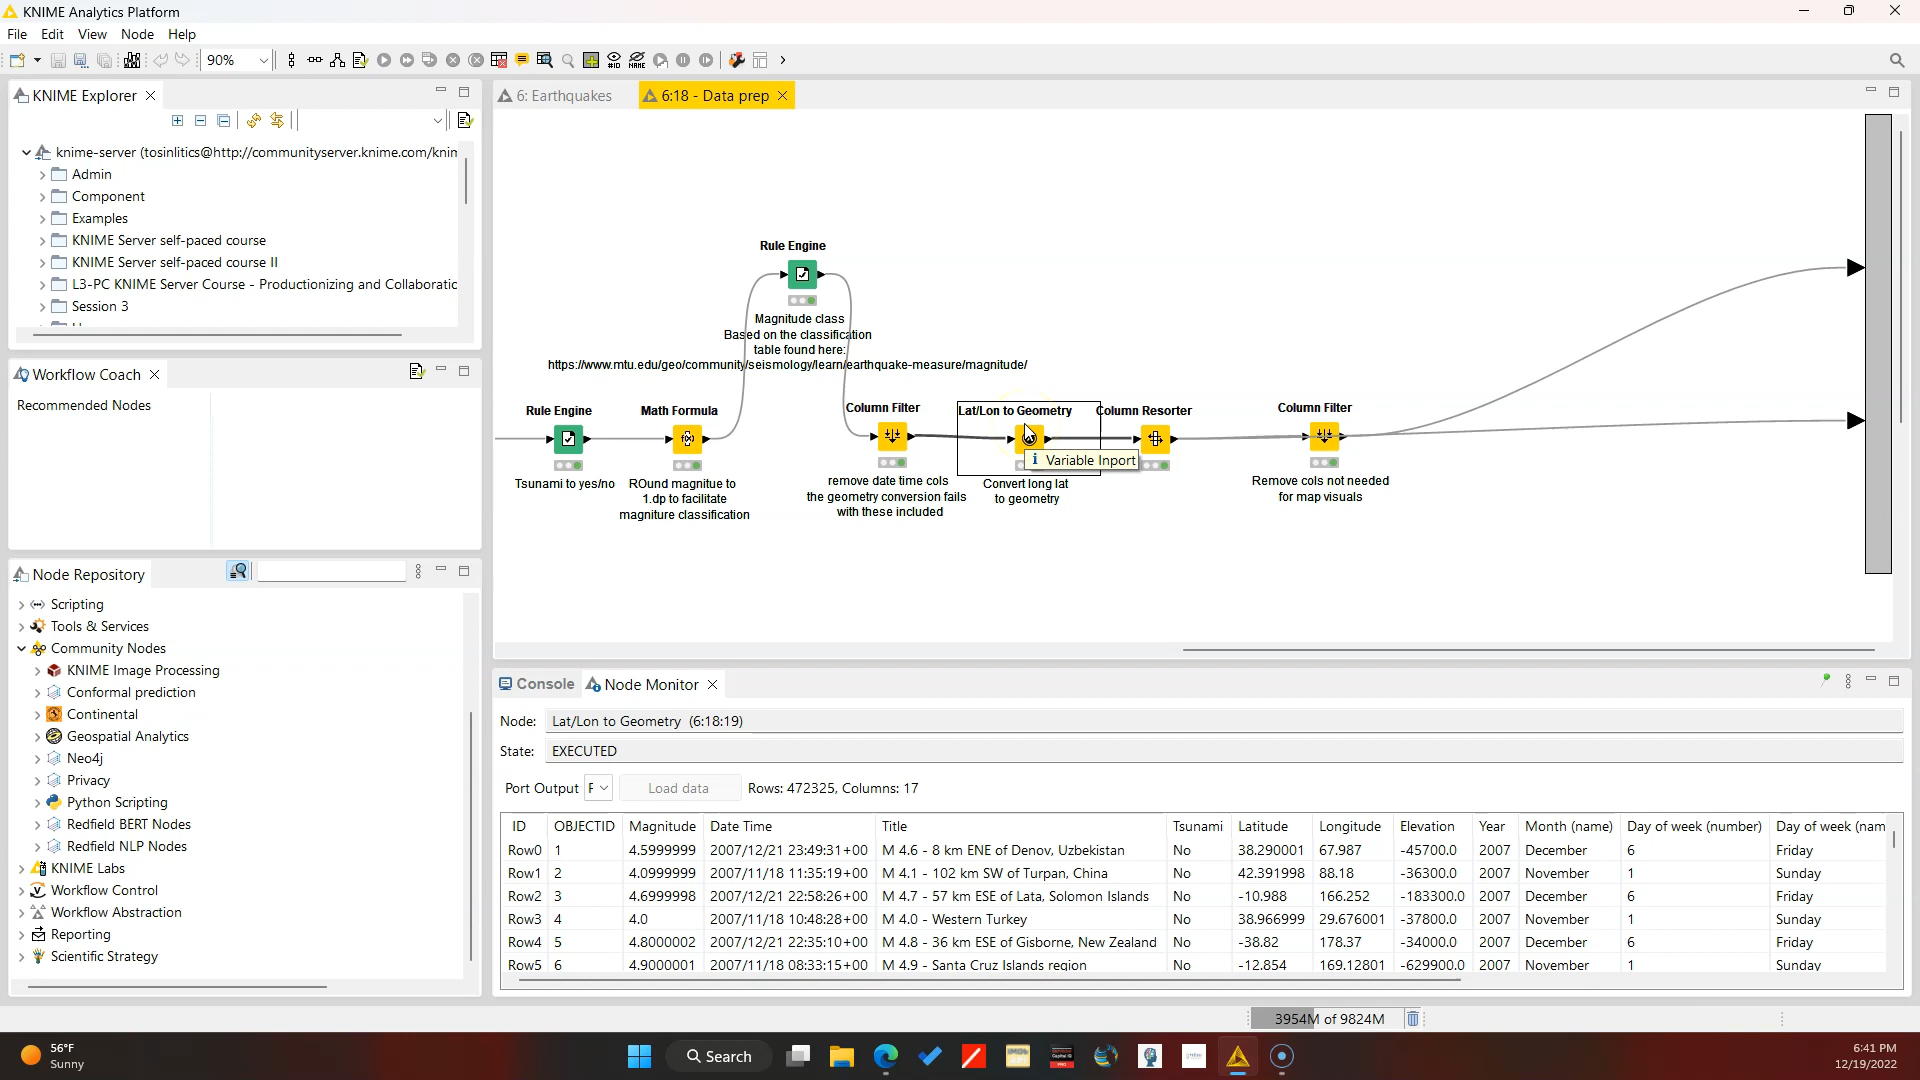 KNIME Analytics Platform
File Edit View Node Help
90%
KNIME Explorer
knime-server (tosinlitics@http://communityserver.knime.com/knim
Admin
Component
Examples
KNIME Server self-paced course
KNIME Server self-paced course II
L3-PC KNIME Server Course - Productionizing and Collaboratic
Session 3
Workflow Coach
Recommended Nodes
Node Repository
Scripting
Tools & Services
Community Nodes
KNIME Image Processing
Conformal prediction
Continental
Geospatial Analytics
Neo4j
Privacy
Python Scripting
Redfield BERT Nodes
Redfield NLP Nodes
KNIME Labs
Workflow Control
Workflow Abstraction
Reporting
Scientific Strategy
6: Earthquakes
6:18 - Data prep
Rule Engine
Magnitude class
Based on the classification
table found here:
https://www.mtu.edu/geo/community/seismology/learn/earthquake-measure/magnitude/
Rule Engine
Tsunami to yes/no
Math Formula
ROund magnitue to
1.dp to facilitate
magniture classification
Column Filter
remove date time cols
the geometry conversion fails
with these included
Lat/Lon to Geometry
Convert long lat
to geometry
i Variable Inport
Column Resorter
Column Filter
Remove cols not needed
for map visuals
Console
Node Monitor
Node: Lat/Lon to Geometry (6:18:19)
State: EXECUTED
Port Output F Load data Rows: 472325, Columns: 17
ID OBJECTID Magnitude Date Time Title Tsunami Latitude Longitude Elevation Year Month (name) Day of week (number) Day of week (nam
Row0 1 4.5999999 2007/12/21 23:49:31+00 M 4.6 - 8 km ENE of Denov, Uzbekistan No 38.290001 67.987 -45700.0 2007 December 6 Friday
Row1 2 4.0999999 2007/11/18 11:35:19+00 M 4.1 - 102 km SW of Turpan, China No 42.391998 88.18 -36300.0 2007 November 1 Sunday
Row2 3 4.6999998 2007/12/21 22:58:26+00 M 4.7 - 57 km ESE of Lata, Solomon Islands No -10.988 166.252 -183300.0 2007 December 6 Friday
Row3 4 4.0 2007/11/18 10:48:28+00 M 4.0 - Western Turkey No 38.966999 29.676001 -37800.0 2007 November 1 Sunday
Row4 5 4.8000002 2007/12/21 22:35:10+00 M 4.8 - 36 km ESE of Gisborne, New Zealand No -38.82 178.37 -34000.0 2007 December 6 Friday
Row5 6 4.9000001 2007/11/18 08:33:15+00 M 4.9 - Santa Cruz Islands region No -12.854 169.12801 -629900.0 2007 November 1 Sunday
3954M of 9824M
56°F
Sunny
Search
6:41 PM
12/19/2022